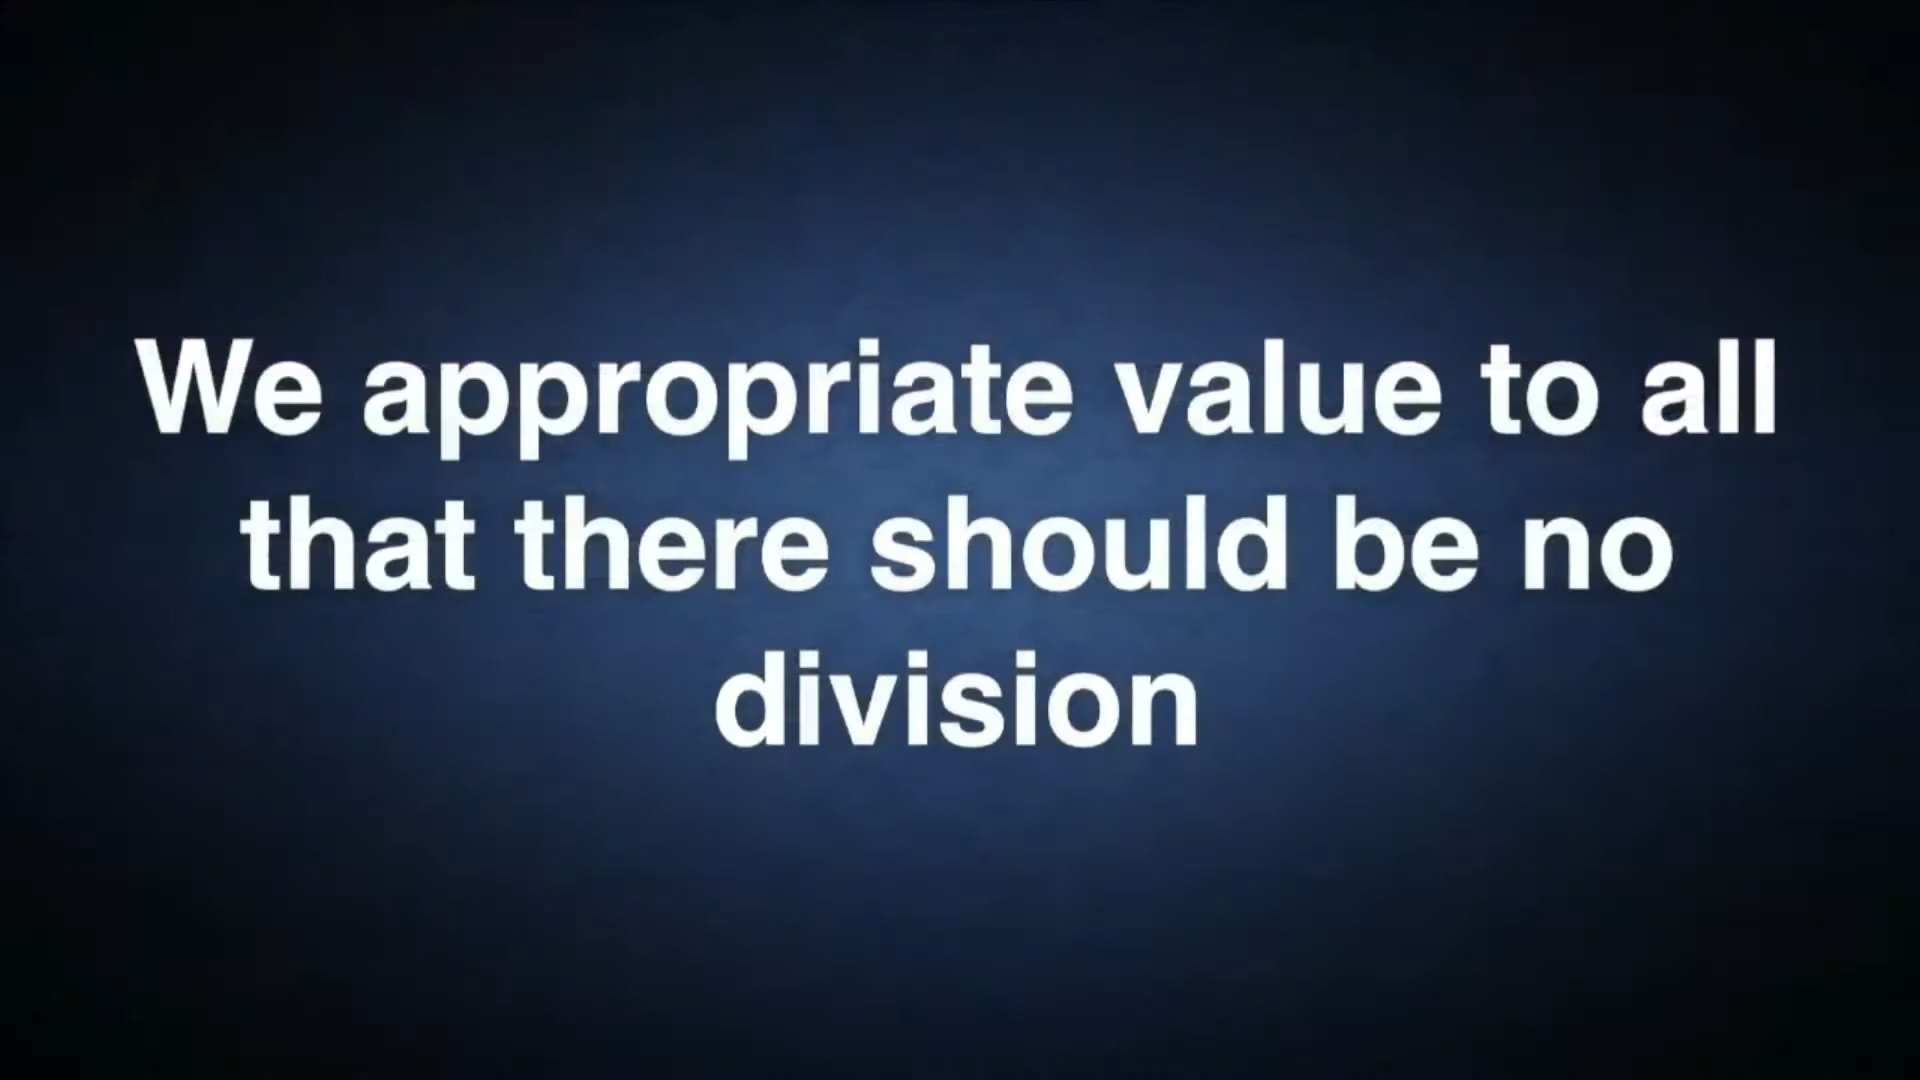 We appropriate value to all
that there should be no
division